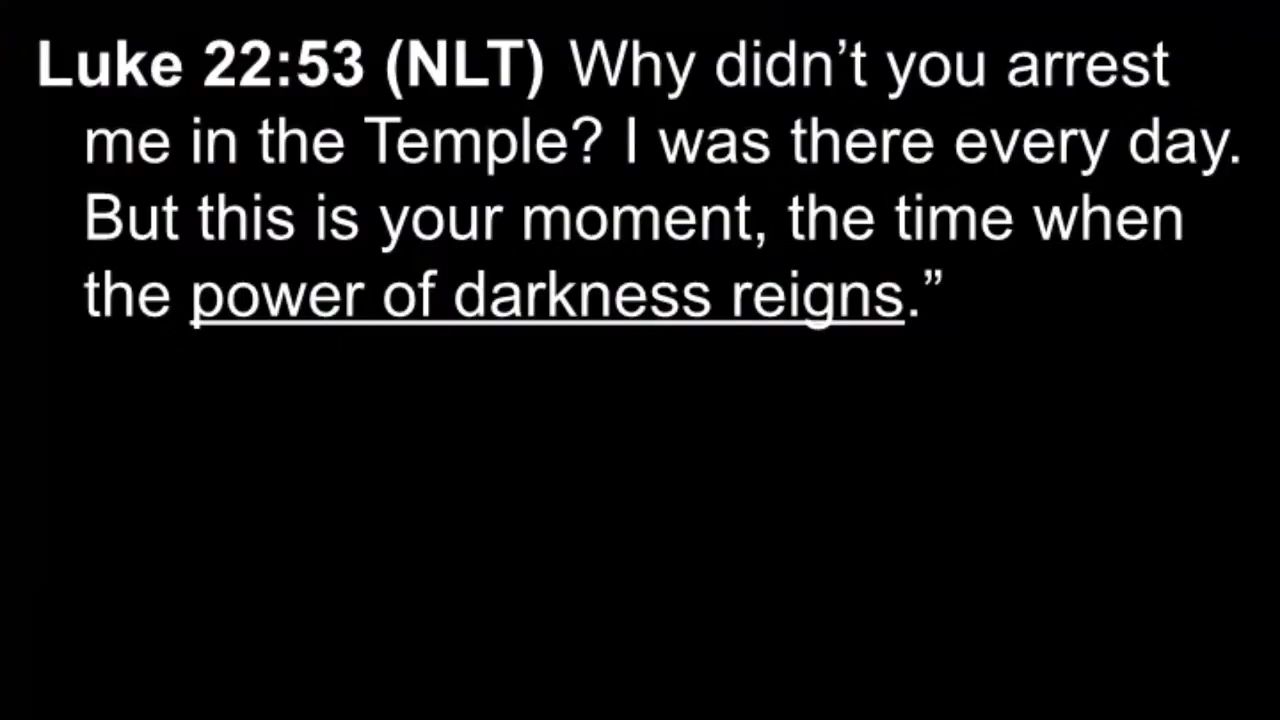 Luke 22:53 (NLT) Why didn’t you arrest
me in the Temple? I was there every day.
But this is your moment, the time when
the power of darkness reigns.”